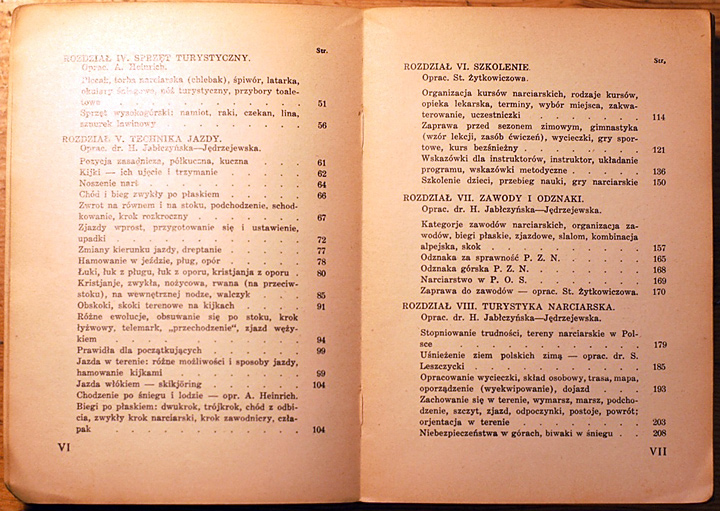 Str.
ROZDZIAŁ IV. SPRZĘT TURYSTYCZNY.
Oprac. A. Heinrich.
Plecak, torba narciarska (chlebak), śpiwór, latarka,
okulary śniegowe, nóż turystyczny, przybory toale-
towe . . . . . . . . . . 51
Sprzęt wysokogórski: namiot, raki, czekan, lina,
sznurek lawinowy . . . . . . . . 56
ROZDZIAŁ V. TECHNIKA JAZDY.
Oprac. dr. H. Jabłczyńska—Jędrzejewska.
Pozycja zasadnicza, półkuczna, kuczna . . . . 61
Kijki — ich ujęcie i trzymanie . . . . . 62
Noszenie nart . . . . . . . . . 64
Chód i bieg zwykły po płaskiem . . . . . 66
Zwrot na równem i na stoku, podchodzenie, schod-
kowanie, krok rozkroczny . . . . . . 67
Zjazdy wprost, przygotowanie się i ustawienie,
upadki . . . . . . . . . . 72
Zmiany kierunku jazdy, dreptanie . . . . . 77
Hamowanie w jeździe, pług, opór . . . . . 78
Łuki, łuk z pługu, łuk z oporu, kristjanja z oporu . 80
Kristjanje, zwykła, nożycowa, rwana (na przeciw-
stoku), na wewnętrznej nodze, walczyk . . . 85
Obskoki, skoki terenowe na kijkach . . . . 91
Różne ewolucje, obsuwanie się po stoku, krok
łyżwowy, telemark, „przechodzenie“, zjazd węży-
kiem . . . . . . . . . . 94
Prawidła dla początkujących . . . . . . 99
Jazda w terenie: różne możliwości i sposoby jazdy,
hamowanie kijkami . . . . . . . 99
Jazda włókiem — skikjöring . . . . . . 104
Chodzenie po śniegu i lodzie — opr. A. Heinrich.
Biegi po płaskiem: dwukrok, trójkrok, chód z odbi-
cia, zwykły krok narciarski, krok zawodniczy, czła-
pak . . . . . . . . . . 104
VI
Str.
ROZDZIAŁ VI. SZKOLENIE.
Oprac. St. Żytkowiczowa.
Organizacja kursów narciarskich, rodzaje kursów,
opieka lekarska, terminy, wybór miejsca, zakwa-
terowanie, uczestniczki . . . . . . 114
Zaprawa przed sezonem zimowym, gimnastyka
(wzór lekcji, zasób ćwiczeń), wycieczki, gry spor-
towe, kurs bezśnieżny . . . . . . . 121
Wskazówki dla instruktorów, instruktor, układanie
programu, wskazówki metodyczne . . . . 136
Szkolenie dzieci, przebieg nauki, gry narciarskie 150
ROZDZIAŁ VII. ZAWODY I ODZNAKI.
Oprac. dr. H. Jabłczyńska—Jędrzejewska.
Kategorje zawodów narciarskich, organizacja za-
wodów, biegi płaskie, zjazdowe, slalom, kombinacja
alpejska, skok . . . . . . . . 157
Odznaka za sprawność P. Z. N. . . . . . 165
Odznaka górska P. Z. N. . . . . . . 168
Narciarstwo w P. O. S. . . . . . . 169
Zaprawa do zawodów — oprac. St. Żytkowiczowa. 170
ROZDZIAŁ VIII. TURYSTYKA NARCIARSKA.
Oprac. dr. H. Jabłczyńska—Jędrzejewska.
Stopniowanie trudności, tereny narciarskie w Pol-
sce . . . . . . . . . . 179
Uśnieżenie ziem polskich zimą — oprac. dr. S.
Leszczycki . . . . . . . . . 185
Opracowanie wycieczki, skład osobowy, trasa, mapa,
oporządzenie (wyekwipowanie), dojazd . . . 193
Zachowanie się w terenie, wymarsz, marsz, podcho-
dzenie, szczyt, zjazd, odpoczynki, postoje, powrót;
orjentacja w terenie . . . . . . . 203
Niebezpieczeństwa w górach, biwaki w śniegu . . 208
VII